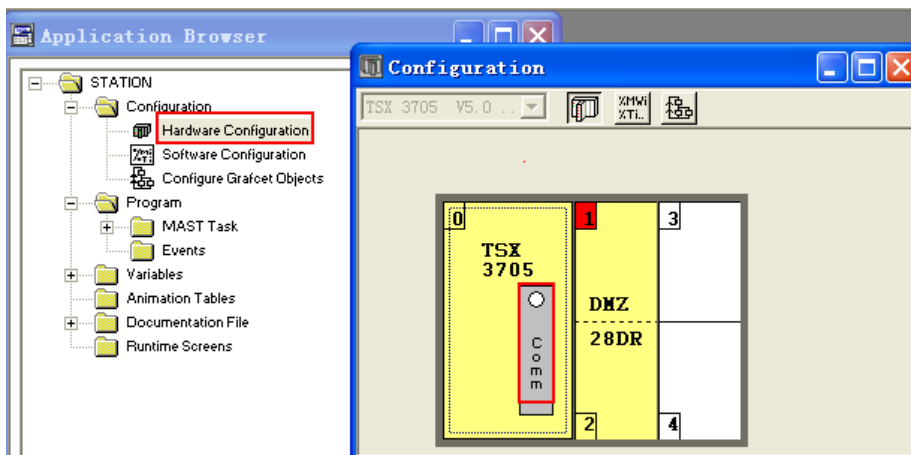 Application Browser
STATION
Configuration
Hardware Configuration
Software Configuration
Configure Grafcet Objects
Program
MAST Task
Events
Variables
Animation Tables
Documentation File
Runtime Screens
Configuration
TSX 3705 V5.0 ..
XMWi
XTi..
0
1
3
TSX
3705
DMZ
28DR
Comm
2
4